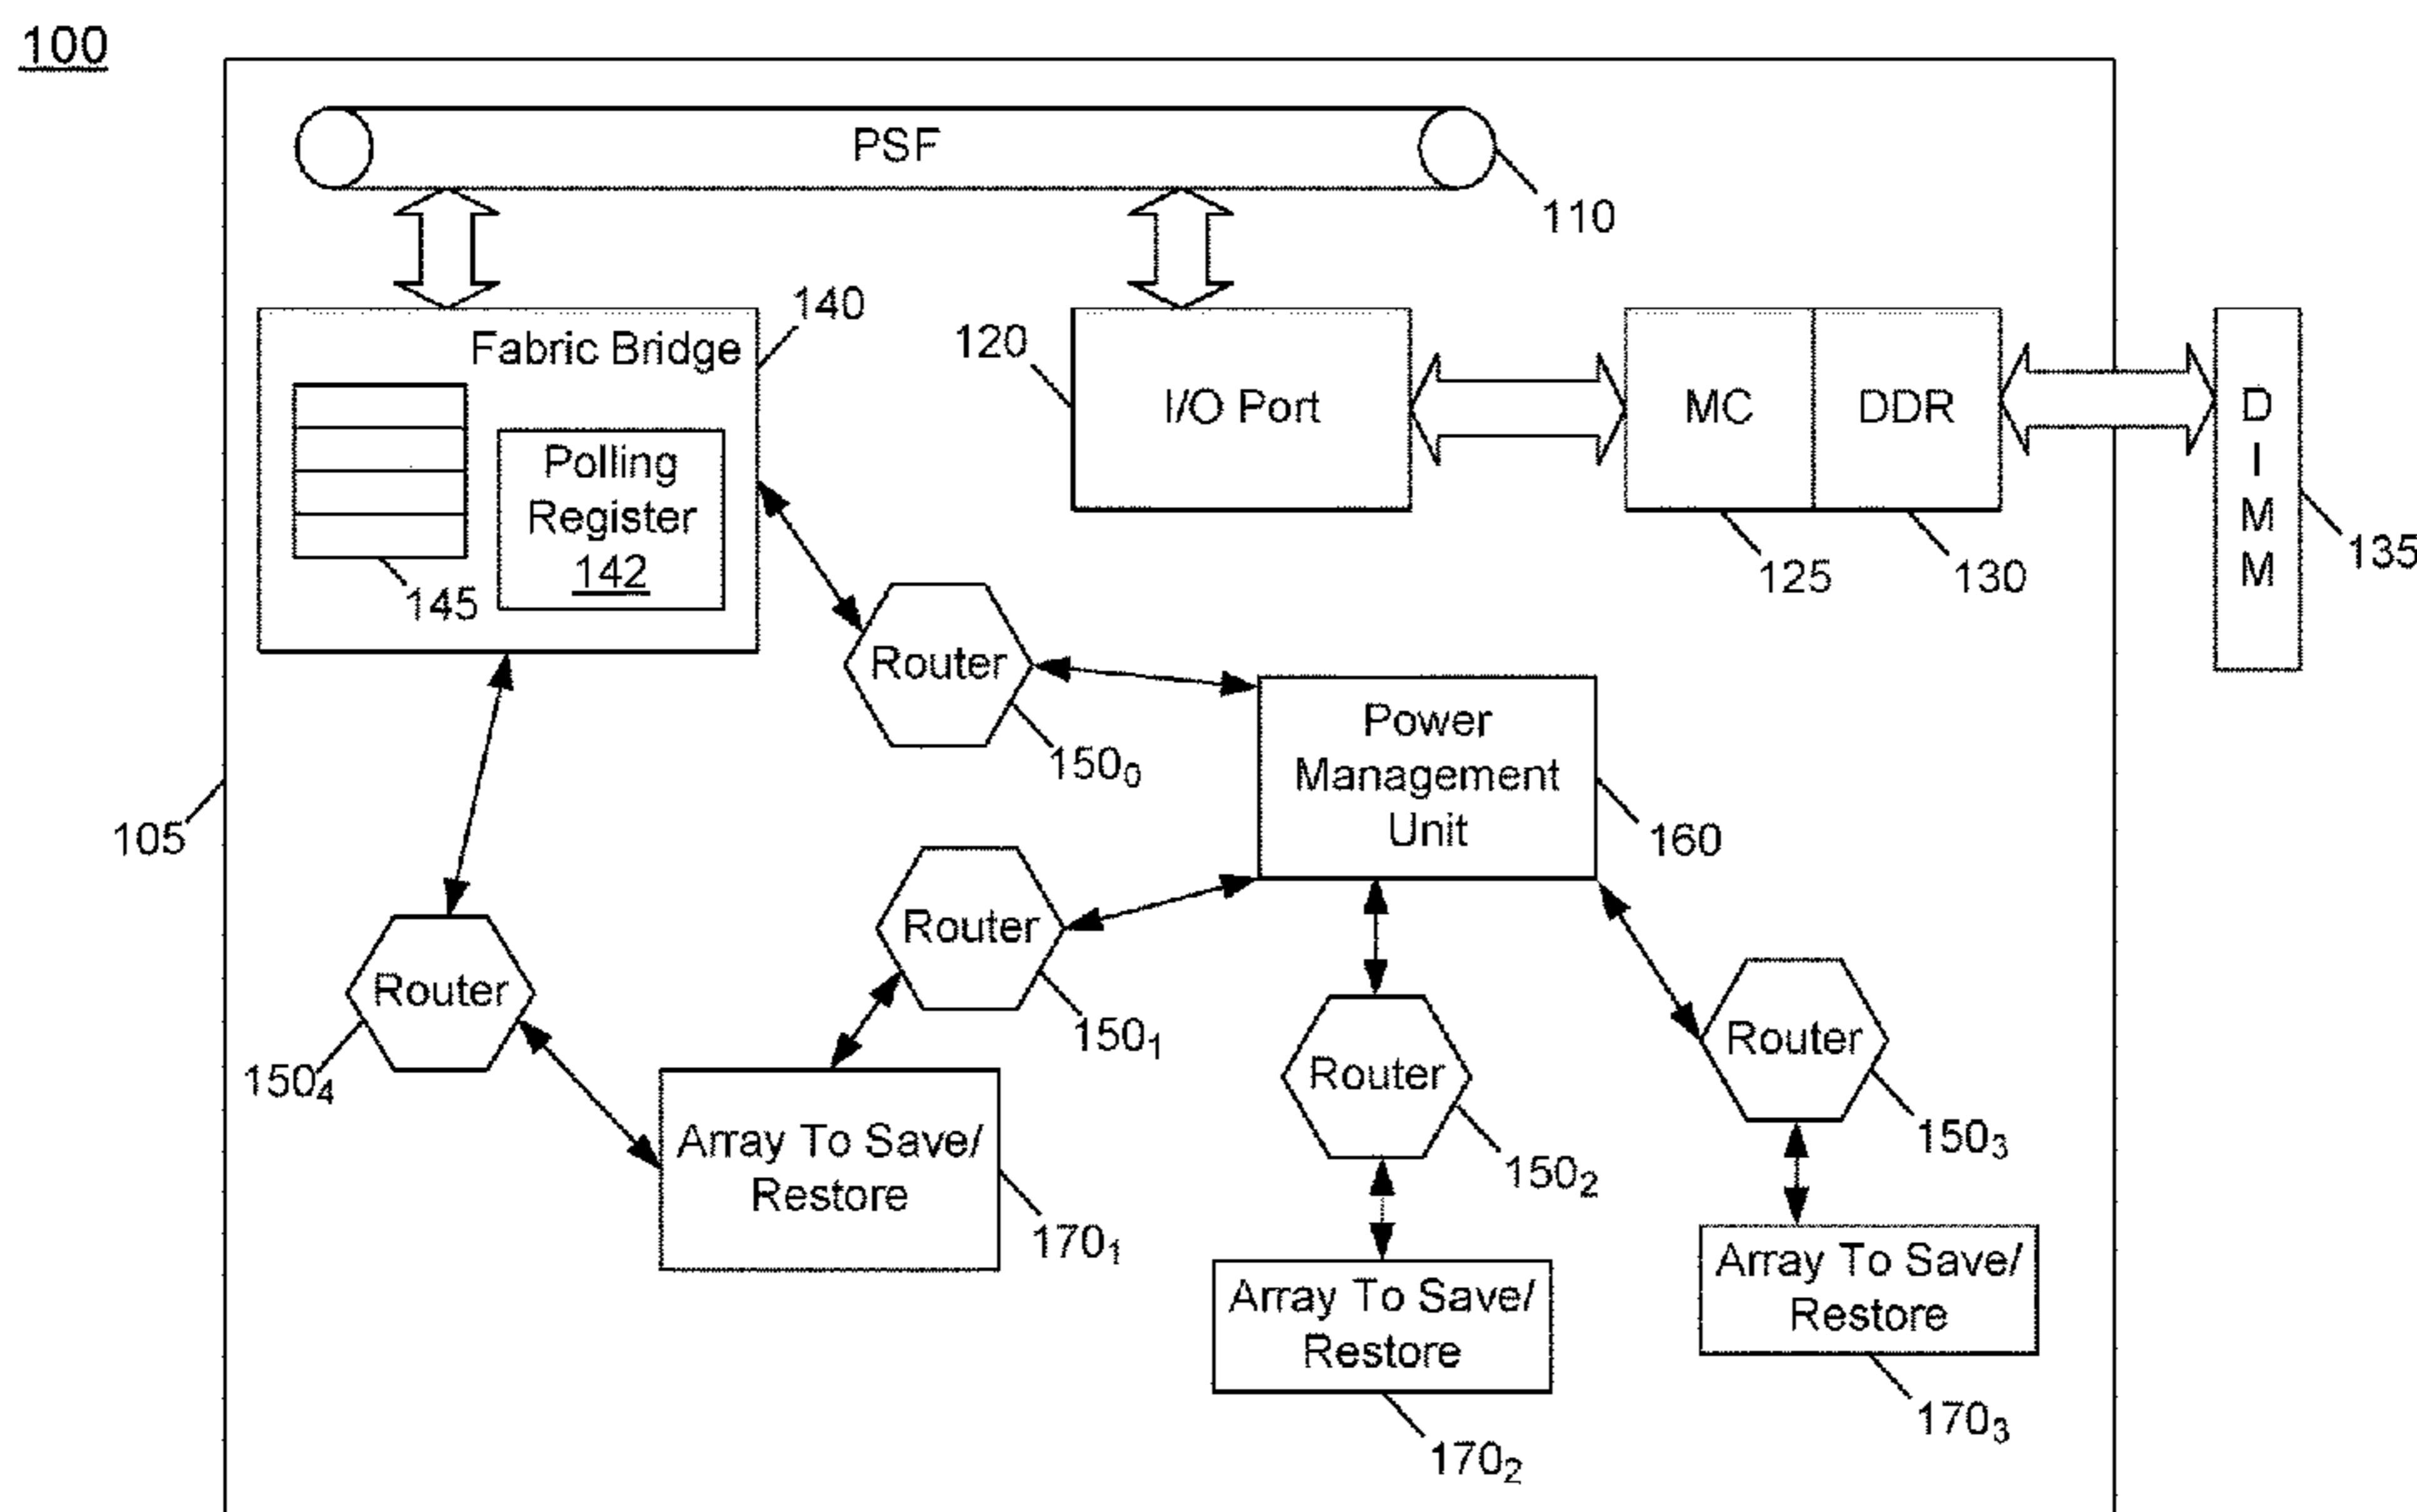 100
PSF
110
140
Fabric Bridge
120
I/O Port
MC
DDR
D
I
M
M
135
Polling
Register
142
145
125
130
Router
150₀
Power
Management
Unit
160
105
Router
150₁
Router
150₄
Router
150₂
Router
150₃
Array To Save/
Restore
170₁
Array To Save/
Restore
170₂
Array To Save/
Restore
170₃